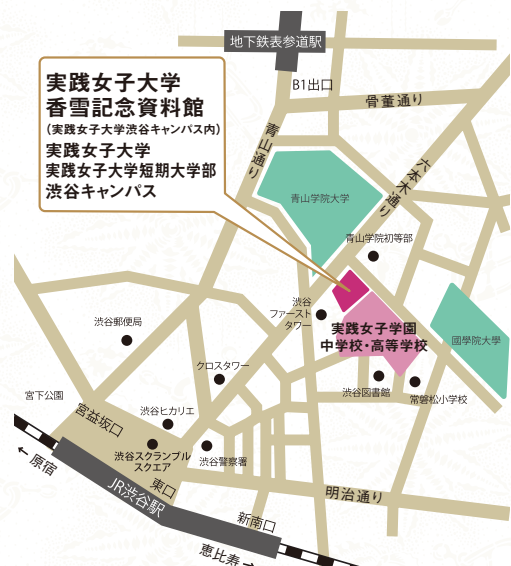 地下鉄表参道駅
B1出口
骨董通り
実践女子大学
香雪記念資料館
(実践女子大学渋谷キャンパス内)
実践女子大学
実践女子大学短期大学部
渋谷キャンパス
青山通り
六本木通り
青山学院大学
青山学院初等部
渋谷
ファースト
タワー
実践女子学園
中学校・高等学校
國學院大學
渋谷郵便局
クロスタワー
渋谷図書館
常磐松小学校
宮下公園
宮益坂口
渋谷ヒカリエ
渋谷スクランブル
スクエア
渋谷警察署
←原宿
JR渋谷駅
東口
明治通り
新南口
恵比寿→